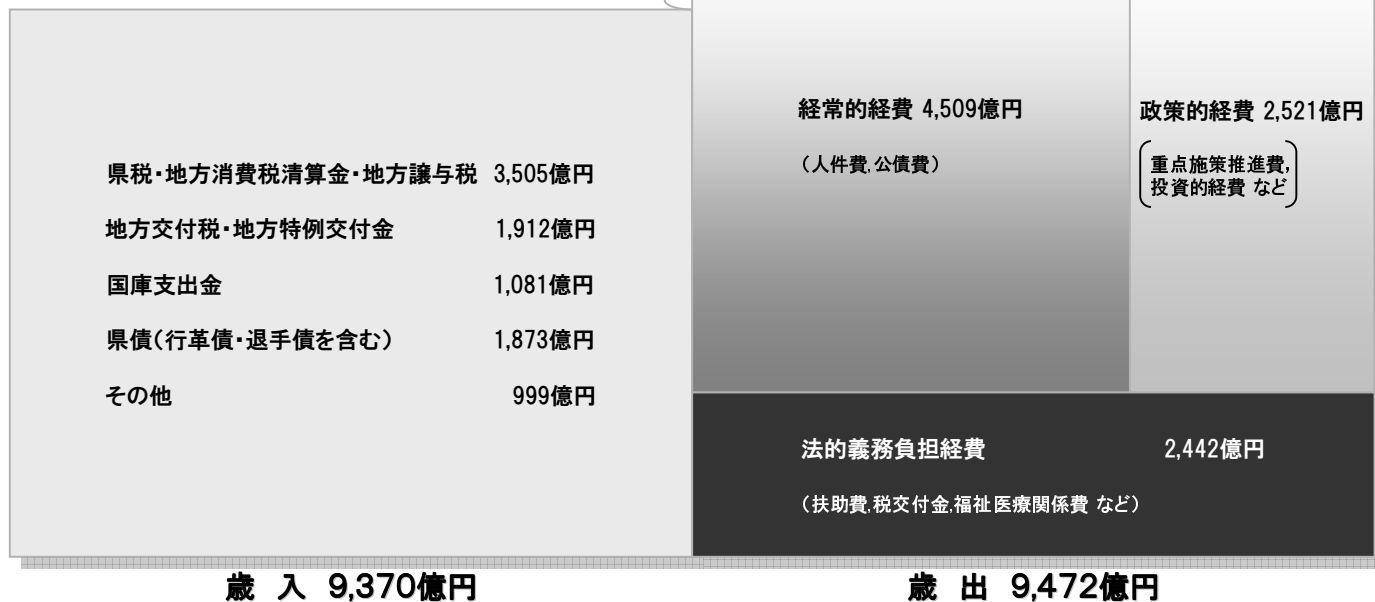 県税・地方消費税清算金・地方譲与税 3,505億円
地方交付税・地方特例交付金 1,912億円
国庫支出金 1,081億円
県債(行革債・退手債を含む) 1,873億円
その他 999億円
歳 入 9,370億円
経常的経費 4,509億円
(人件費,公債費)
政策的経費 2,521億円
重点施策推進費,
投資的経費 など
法的義務負担経費 2,442億円
(扶助費,税交付金,福祉医療関係費 など)
歳 出 9,472億円